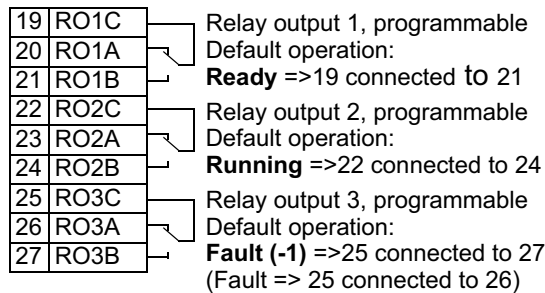 19 RO1C Relay output 1, programmable
20 RO1A Default operation:
21 RO1B Ready =>19 connected to 21
22 RO2C Relay output 2, programmable
23 RO2A Default operation:
24 RO2B Running =>22 connected to 24
25 RO3C Relay output 3, programmable
26 RO3A Default operation:
27 RO3B Fault (-1) =>25 connected to 27
(Fault => 25 connected to 26)